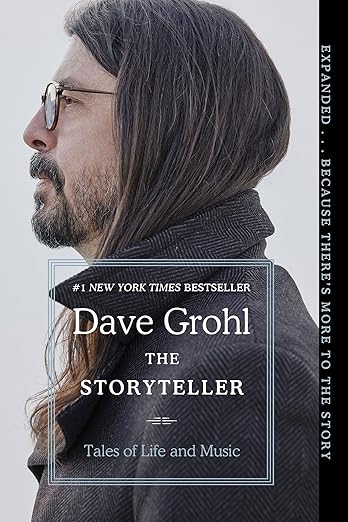 #1 NEW YORK TIMES BESTSELLER
Dave Grohl
THE
STORYTELLER
Tales of Life and Music
EXPANDED . . . BECAUSE THERE'S MORE TO THE STORY